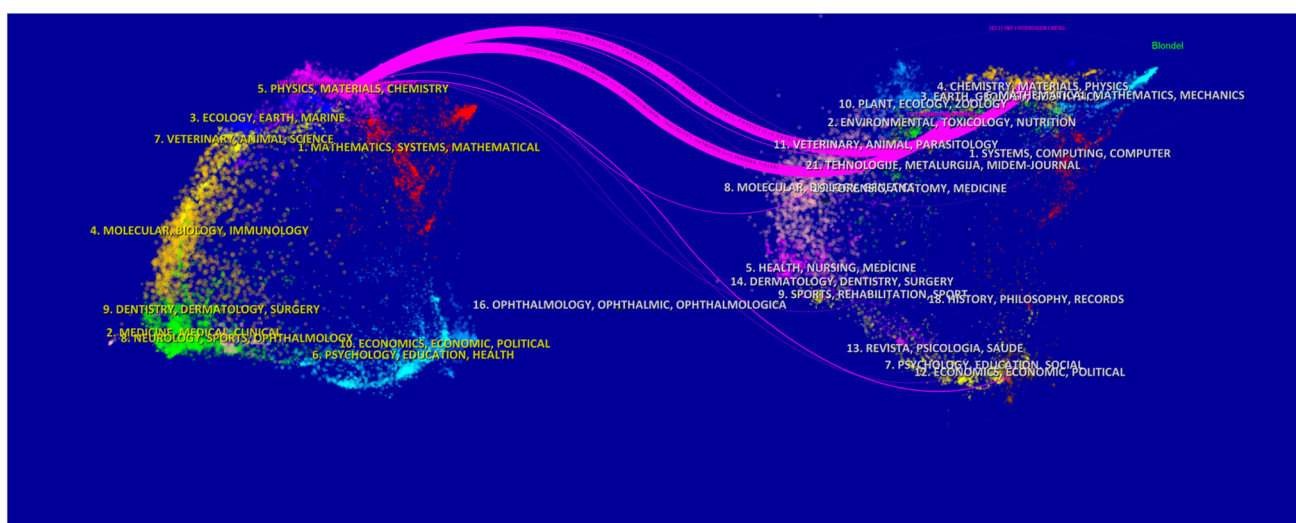 Blondel
5. PHYSICS, MATERIALS, CHEMISTRY
3. ECOLOGY, EARTH, MARINE
7. VETERINARY, ANIMAL, SCIENCE
1. MATHEMATICS, SYSTEMS, MATHEMATICAL
4. MOLECULAR, BIOLOGY, IMMUNOLOGY
9. DENTISTRY, DERMATOLOGY, SURGERY
2. MEDICINE, MEDICAL, CLINICAL
8. NEUROLOGY, SPORTS, OPHTHALMOLOGY
10. ECONOMICS, ECONOMIC, POLITICAL
6. PSYCHOLOGY, EDUCATION, HEALTH
4. CHEMISTRY, MATERIALS, PHYSICS
3. EARTH,
MATHEMATICAL, MATHEMATICS, MECHANICS
10. PLANT, ECOLOGY, ZOOLOGY
2. ENVIRONMENTAL, TOXICOLOGY, NUTRITION
11. VETERINARY, ANIMAL, PARASITOLOGY
1. SYSTEMS, COMPUTING, COMPUTER
21. TEHNOLOGIJE, METALURGIJA, MIDEM-JOURNAL
8. MOLECULAR, BIOLOGY, GENETICS
ANATOMY, MEDICINE
5. HEALTH, NURSING, MEDICINE
14. DERMATOLOGY, DENTISTRY, SURGERY
9. SPORTS, REHABILITATION, SPORT
18. HISTORY, PHILOSOPHY, RECORDS
16. OPHTHALMOLOGY, OPHTHALMIC, OPHTHALMOLOGICA
13. REVISTA, PSICOLOGIA, SAUDE
7. PSYCHOLOGY, EDUCATION, SOCIAL
12. ECONOMICS, ECONOMIC, POLITICAL